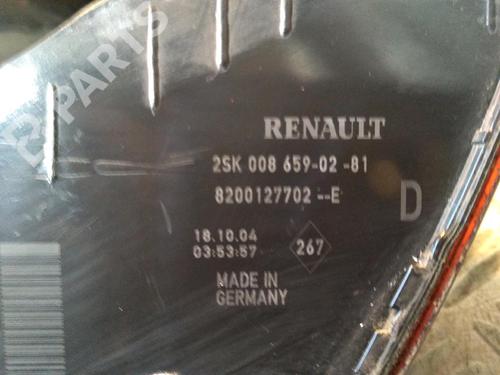 B-PARTS
RENAULT
2SK 008 659-02 -81
8200127702--E
D
18.10.04
03:53:57
267
MADE IN
GERMANY